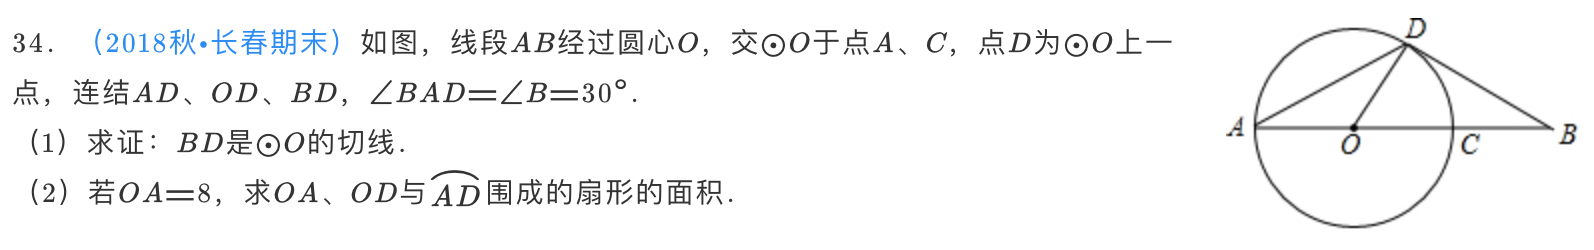 34. （2018秋•长春期末）如图，线段AB经过圆心O，交⊙O于点A、C，点D为⊙O上一
点，连结AD、OD、BD，∠BAD=∠B=30°.
（1）求证：BD是⊙O的切线.
（2）若OA=8，求OA、OD与\overset{\frown}{AD}围成的扇形的面积.
D
A
O
C
B